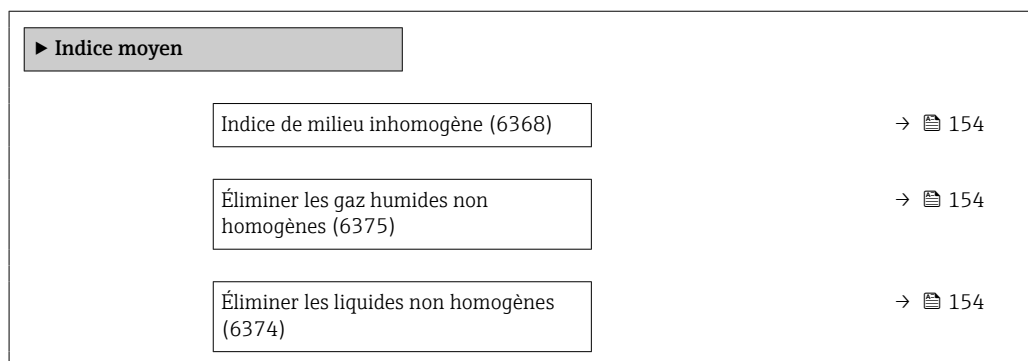 ▶ Indice moyen
Indice de milieu inhomogène (6368) → 154
Éliminer les gaz humides non → 154
homogènes (6375)
Éliminer les liquides non homogènes → 154
(6374)